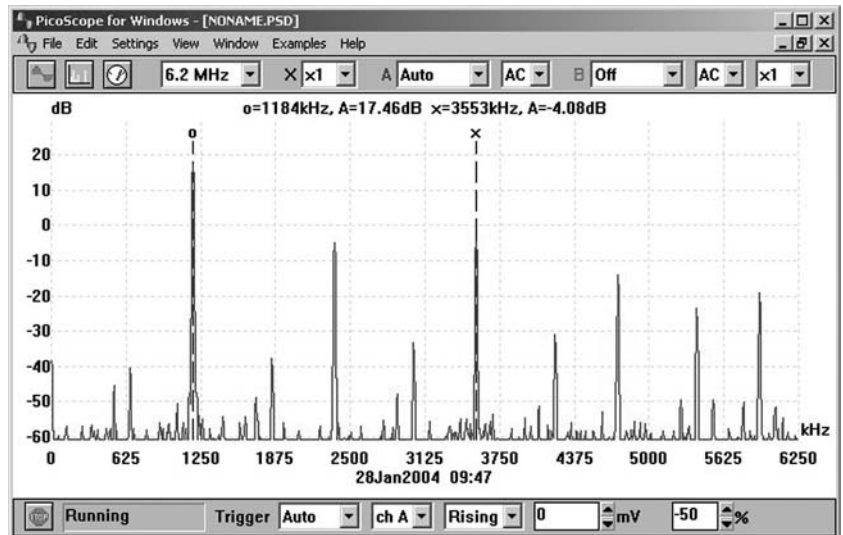 PicoScope for Windows - [NONAME.PSD]
File Edit Settings View Window Examples Help
6.2 MHz X x1 A Auto AC B Off AC x1
dB
o=1184kHz, A=17.46dB x=3553kHz, A=-4.08dB
o x
20
10
0
-10
-20
-30
-40
-50
-60
kHz
0 625 1250 1875 2500 3125 3750 4375 5000 5625 6250
28Jan2004 09:47
STOP Running Trigger Auto ch A Rising 0 mV -50 %